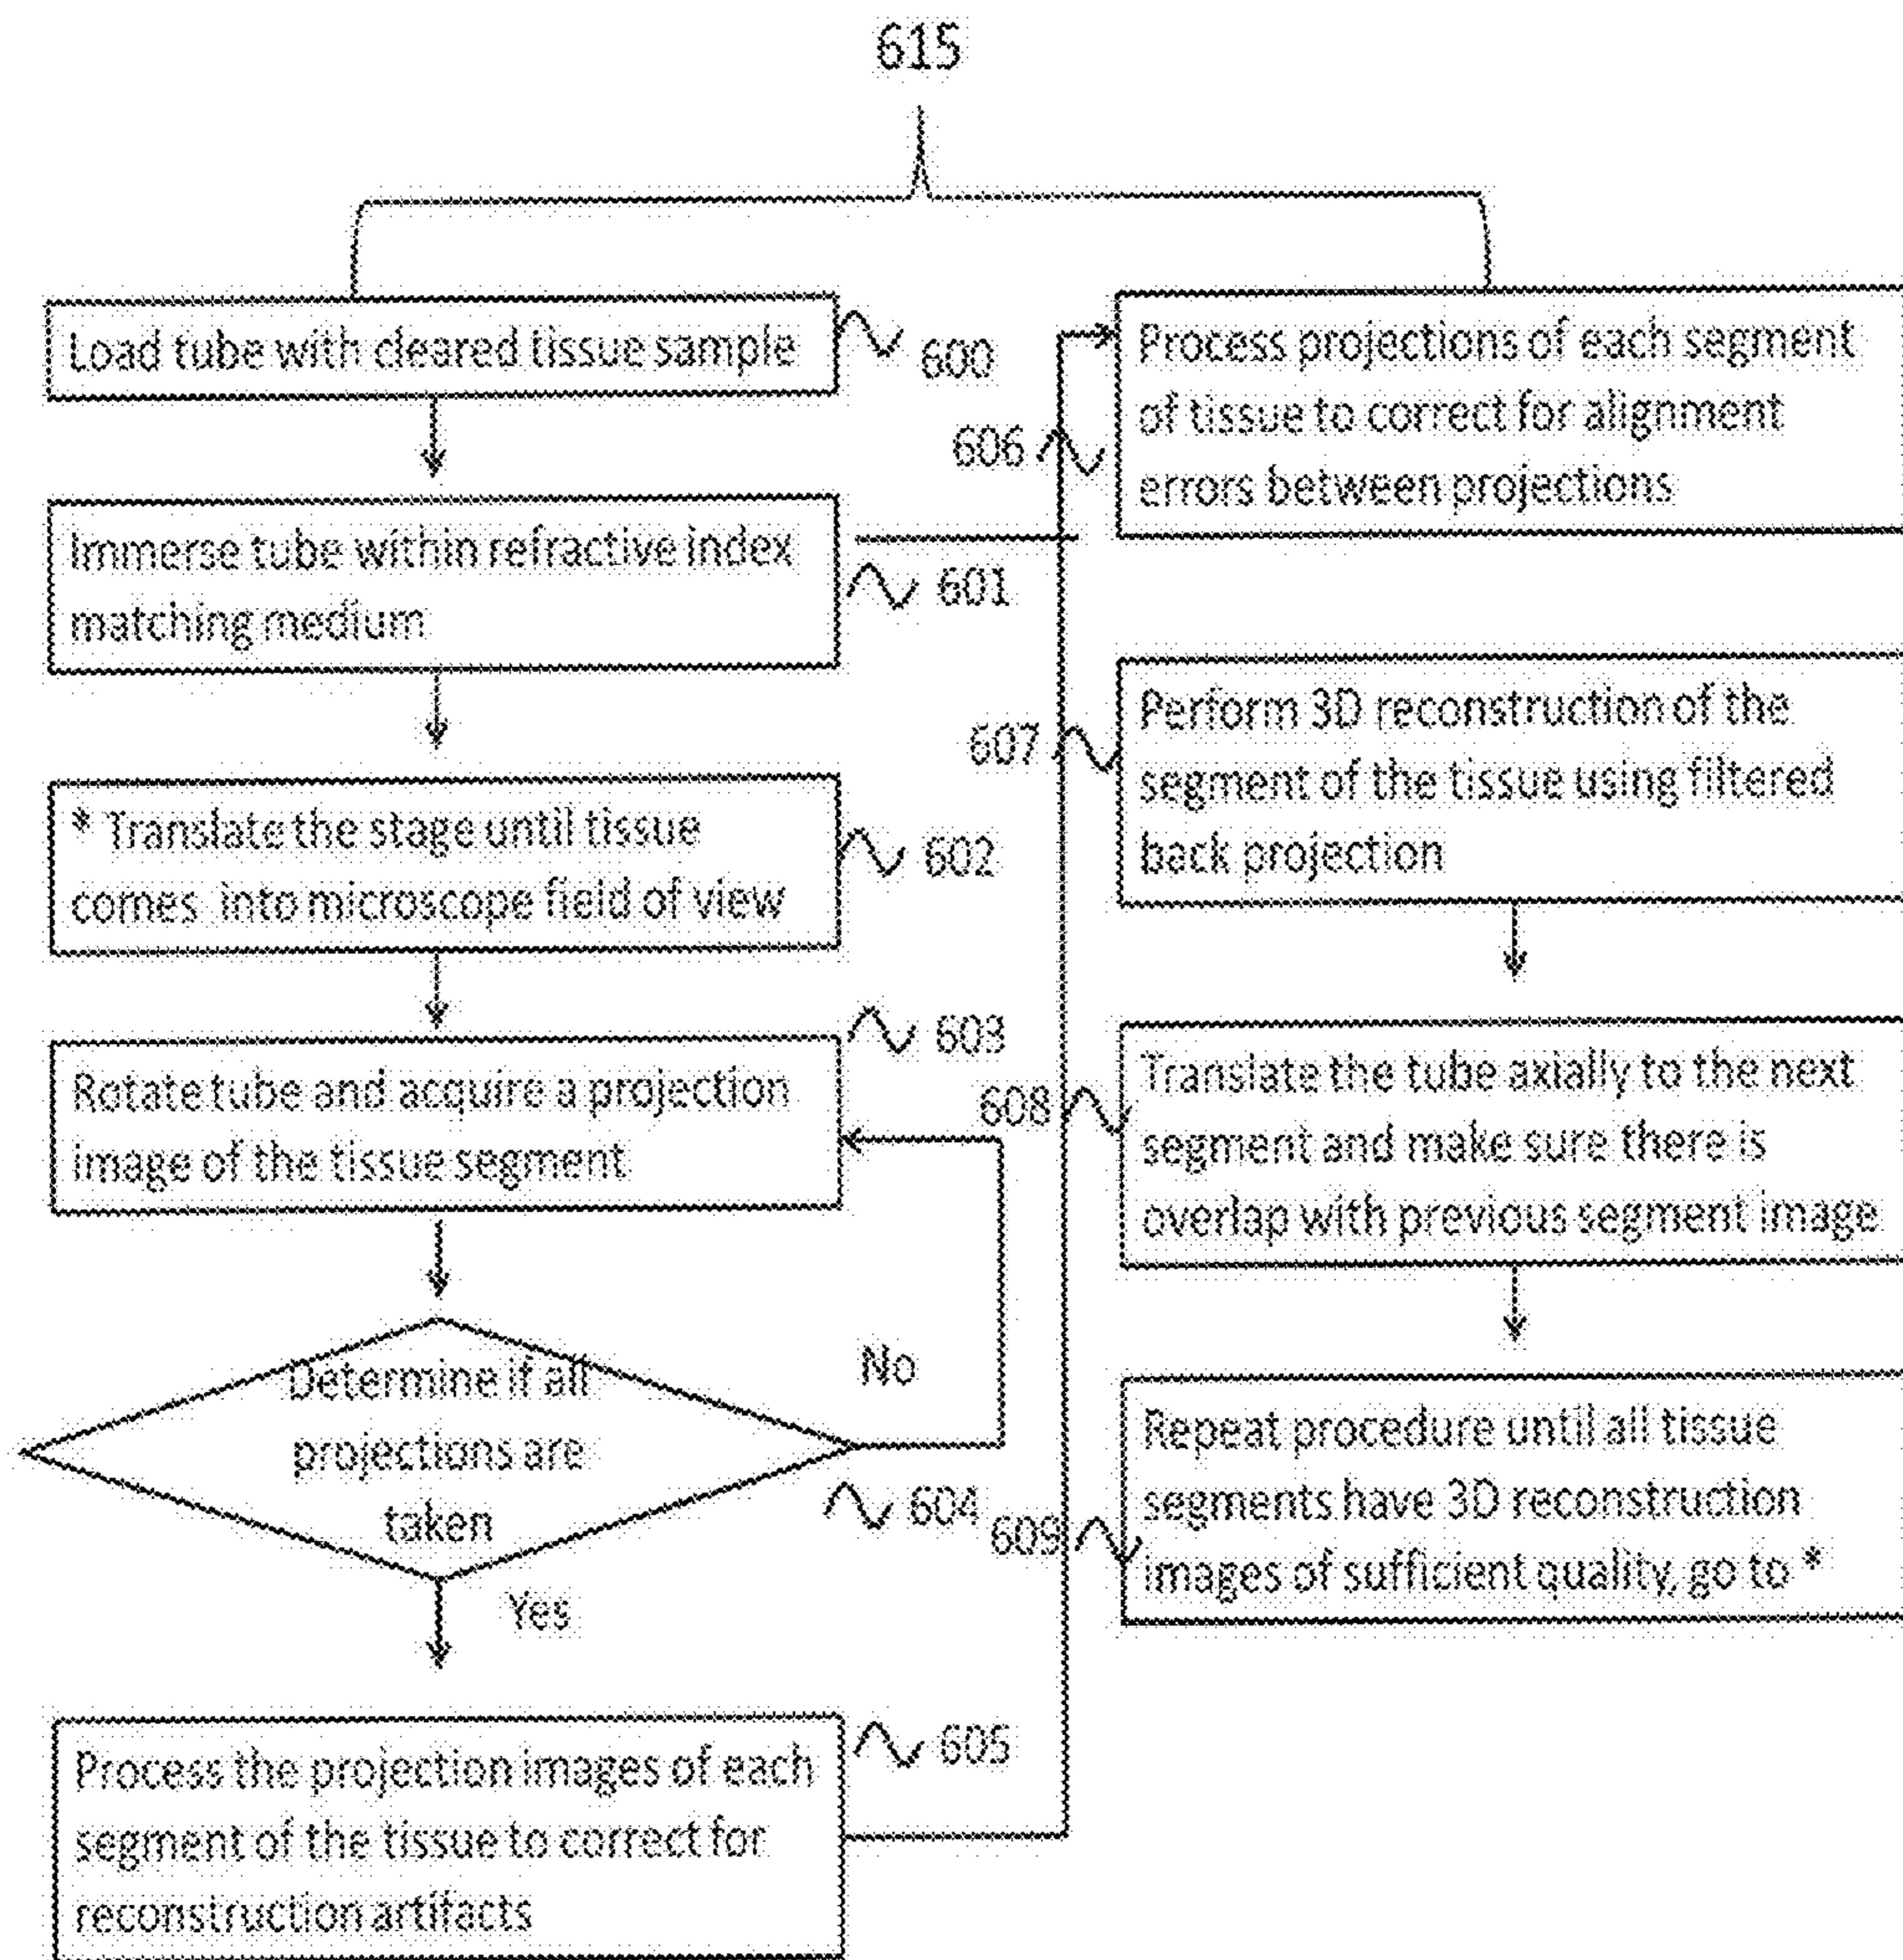 615
Load tube with cleared tissue sample
600
Immerse tube within refractive index
matching medium
601
* Translate the stage until tissue
comes into microscope field of view
602
603
Rotate tube and acquire a projection
image of the tissue segment
Determine if all
projections are
taken
No
604
Yes
605
Process the projection images of each
segment of the tissue to correct for
reconstruction artifacts
606
Process projections of each segment
of tissue to correct for alignment
errors between projections
607
Perform 3D reconstruction of the
segment of the tissue using filtered
back projection
608
Translate the tube axially to the next
segment and make sure there is
overlap with previous segment image
609
Repeat procedure until all tissue
segments have 3D reconstruction
images of sufficient quality, go to *